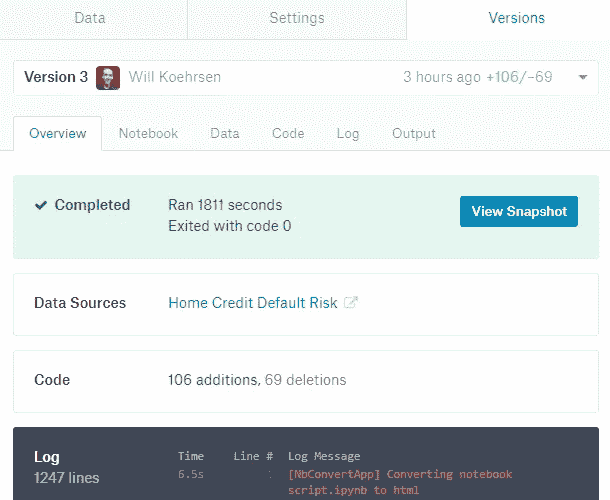 Data Settings Versions
Version 3 Will Koehrsen 3 hours ago +106/-69
Overview Notebook Data Code Log Output
Completed Ran 1811 seconds View Snapshot
Exited with code 0
Data Sources Home Credit Default Risk
Code 106 additions, 69 deletions
Log Time Line # Log Message
1247 lines 6.5s 1 [NbConvertApp] Converting notebook
script.ipynb to html